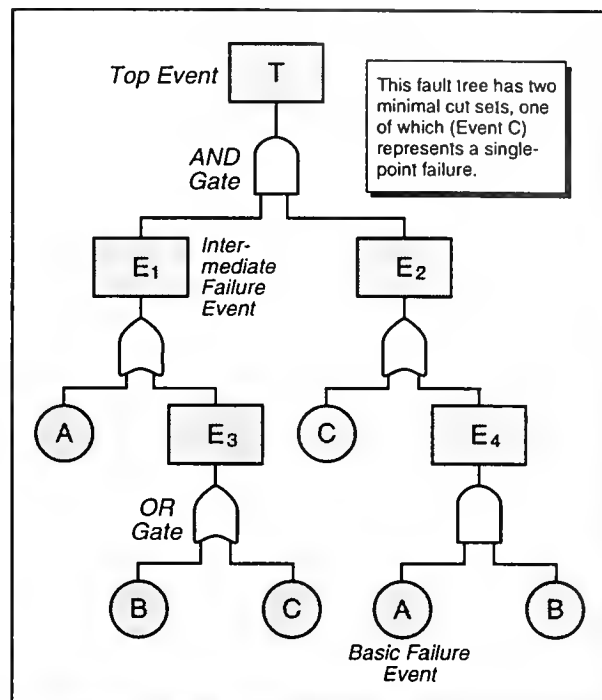 Top Event
T
This fault tree has two
minimal cut sets, one
of which (Event C)
represents a single-
point failure.
AND
Gate
E1
Inter-
mediate
Failure
Event
E2
A
E3
C
E4
OR
Gate
B
C
A
B
Basic Failure
Event